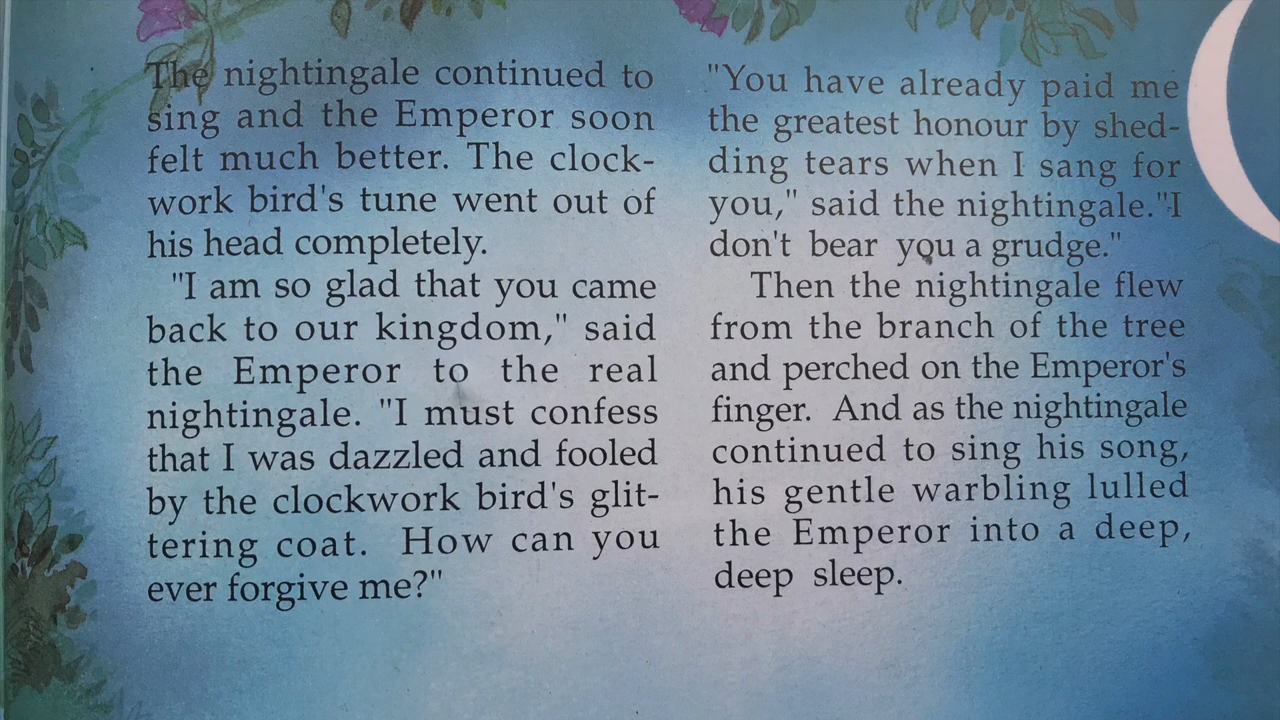 The nightingale continued to
sing and the Emperor soon
felt much better. The clock-
work bird's tune went out of
his head completely.
"I am so glad that you came
back to our kingdom," said
the Emperor to the real
nightingale. "I must confess
that I was dazzled and fooled
by the clockwork bird's glit-
tering coat. How can you
ever forgive me?"
"You have already paid me
the greatest honour by shed-
ding tears when I sang for
you," said the nightingale."I
don't bear you a grudge."
Then the nightingale flew
from the branch of the tree
and perched on the Emperor's
finger. And as the nightingale
continued to sing his song,
his gentle warbling lulled
the Emperor into a deep,
deep sleep.